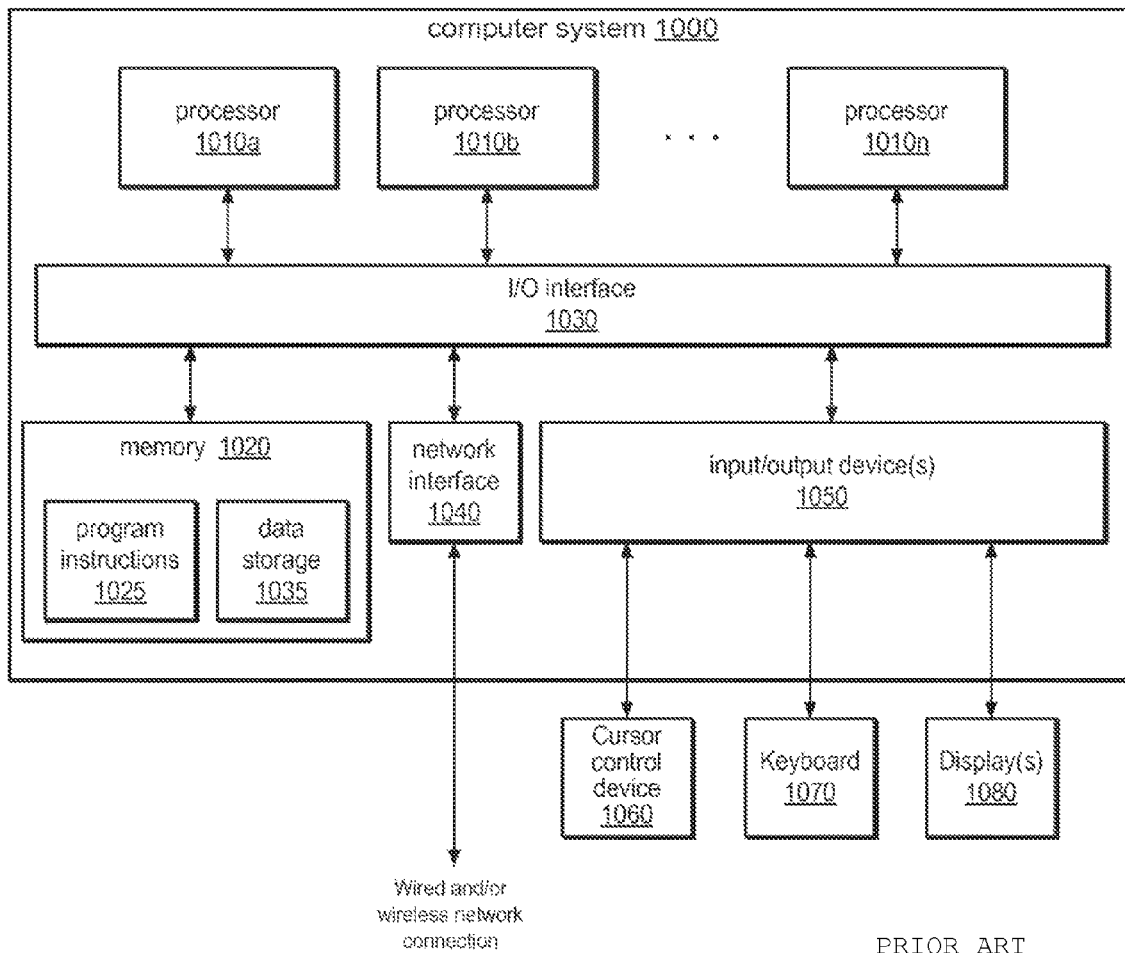 computer system 1000
processor
1010a
processor
1010b
. . .
processor
1010n
I/O interface
1030
memory 1020
program
instructions
1025
data
storage
1035
network
interface
1040
input/output device(s)
1050
Cursor
control
device
1060
Keyboard
1070
Display(s)
1080
Wired and/or
wireless network
connection
PRIOR ART